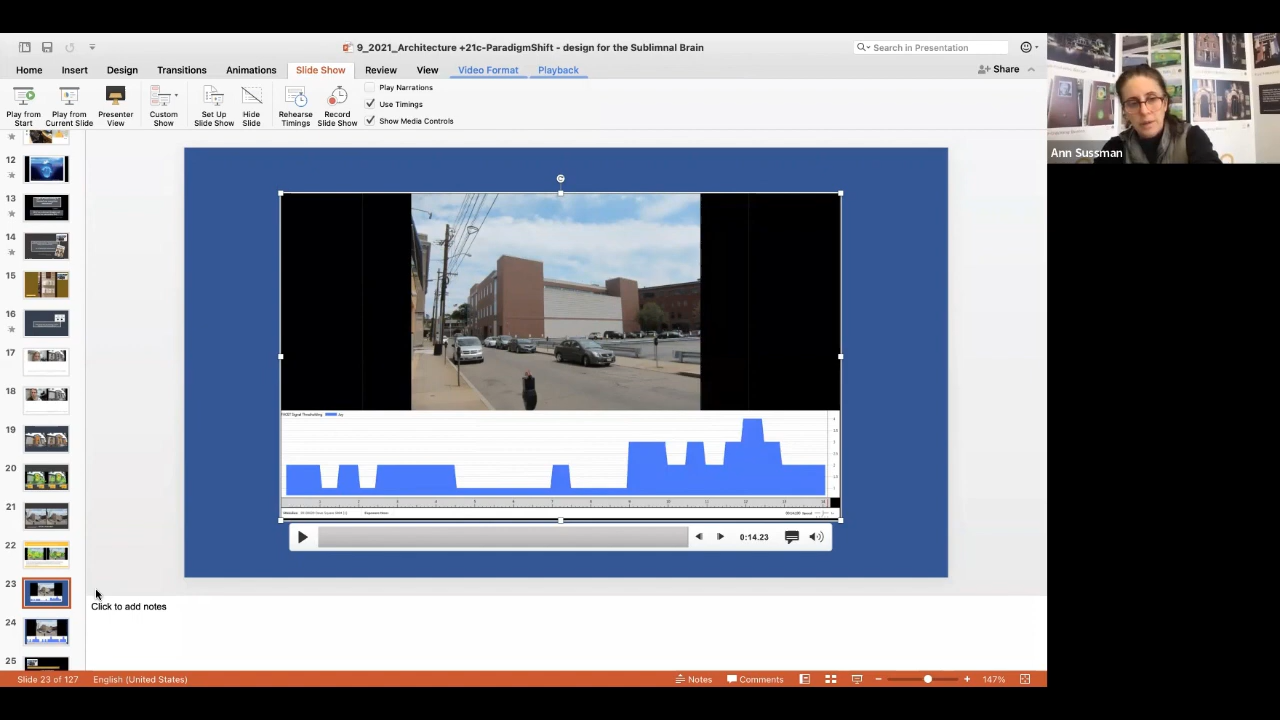 9_2021_Architecture +21c-ParadigmShift - design for the Sublimnal Brain
Search in Presentation
Home Insert Design Transitions Animations Slide Show Review View Video Format Playback
Share
Play from Start
Play from Current Slide
Presenter View
Custom Show
Set Up Slide Show
Hide Slide
Rehearse Timings
Record Slide Show
Play Narrations
Use Timings
Show Media Controls
Ann Sussman
12
13
14
15
16
17
18
19
20
21
22
23
24
25
0:14.23
Click to add notes
Slide 23 of 127
English (United States)
Notes
Comments
147%